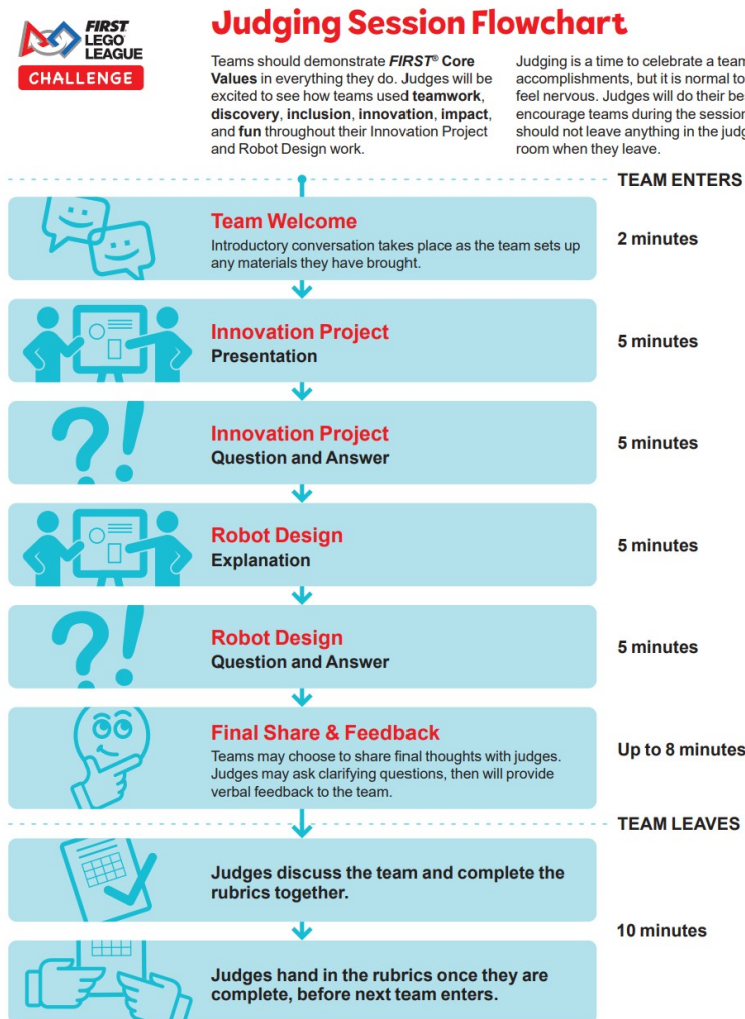 FIRST
LEGO
LEAGUE
CHALLENGE
Judging Session Flowchart
Teams should demonstrate FIRST® Core
Values in everything they do. Judges will be
excited to see how teams used teamwork,
discovery, inclusion, innovation, impact,
and fun throughout their Innovation Project
and Robot Design work.
Judging is a time to celebrate a team
accomplishments, but it is normal to
feel nervous. Judges will do their
encourage teams during the session
should not leave anything in the
room when they leave.
TEAM ENTERS
Team Welcome
Introductory conversation takes place as the team sets up
any materials they have brought.
2 minutes
Innovation Project
Presentation
5 minutes
Innovation Project
Question and Answer
5 minutes
Robot Design
Explanation
5 minutes
Robot Design
Question and Answer
5 minutes
Final Share & Feedback
Teams may choose to share final thoughts with judges.
Judges may ask clarifying questions, then will provide
verbal feedback to the team.
Up to 8 minutes
TEAM LEAVES
Judges discuss the team and complete the
rubrics together.
10 minutes
Judges hand in the rubrics once they are
complete, before next team enters.